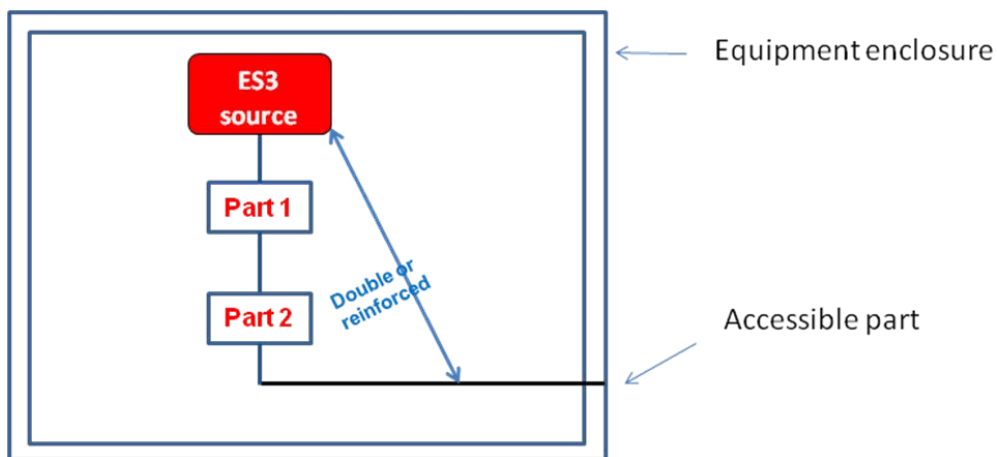 Equipment enclosure
ES3
source
Part 1
Double or
reinforced
Part 2
Accessible part